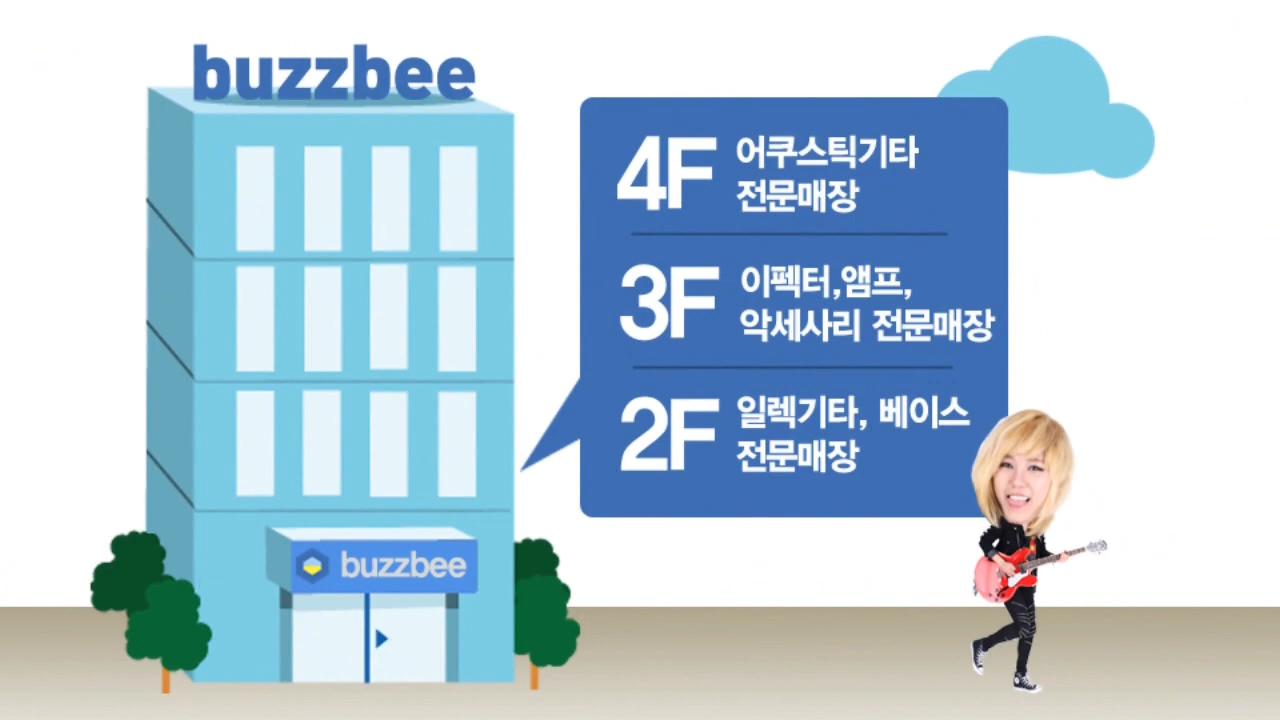 buzzbee
4F 어쿠스틱기타
전문매장
3F 이펙터,앰프,
악세사리 전문매장
2F 일렉기타, 베이스
전문매장
buzzbee